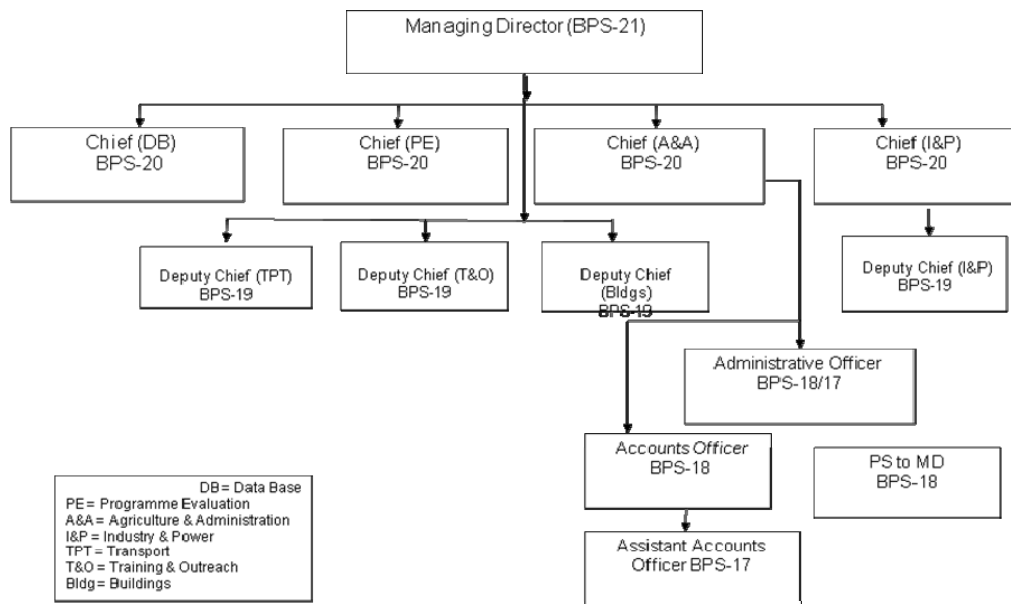 Managing Director (BPS-21)
Chief (DB)
BPS-20
Chief (PE)
BPS-20
Chief (A&A)
BPS-20
Chief (I&P)
BPS-20
Deputy Chief (TPT)
BPS-19
Deputy Chief (T&O)
BPS-19
Deputy Chief
(Bldgs)
BPS-19
Deputy Chief (I&P)
BPS-19
Administrative Officer
BPS-18/17
Accounts Officer
BPS-18
PS to MD
BPS-18
Assistant Accounts
Officer BPS-17
DB= Data Base
PE= Programme Evaluation
A&A= Agriculture & Administration
I&P= Industry & Power
TPT= Transport
T&O= Training & Outreach
Bldg= Buildings